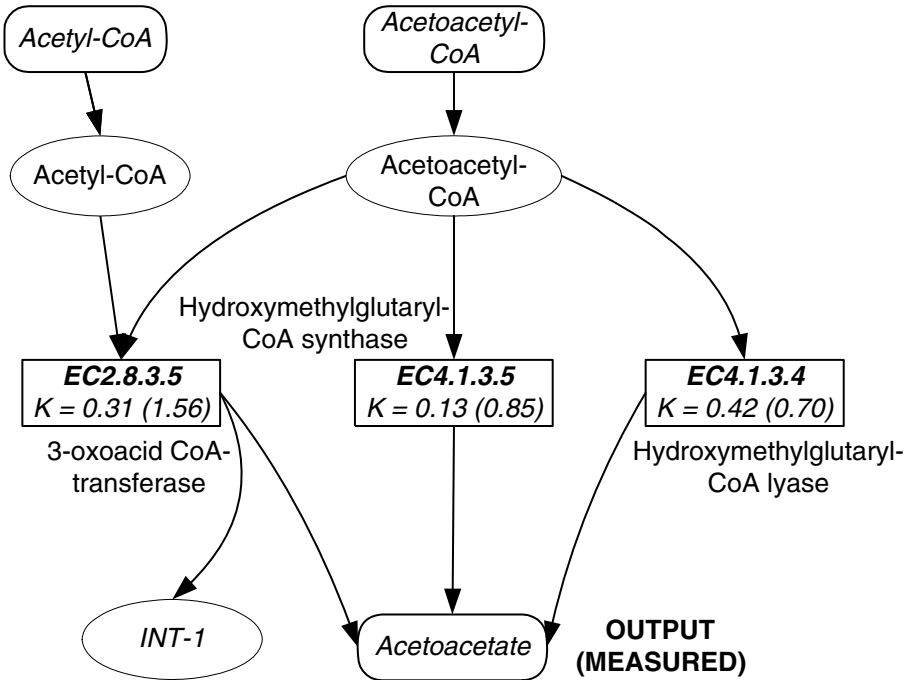 Acetyl-CoA
Acetoacetyl-
CoA
Acetyl-CoA
Acetoacetyl-
CoA
Hydroxymethylglutaryl-
CoA synthase
EC2.8.3.5
K = 0.31 (1.56)
EC4.1.3.5
K = 0.13 (0.85)
EC4.1.3.4
K = 0.42 (0.70)
3-oxoacid CoA-
transferase
Hydroxymethylglutaryl-
CoA lyase
INT-1
Acetoacetate
OUTPUT
(MEASURED)